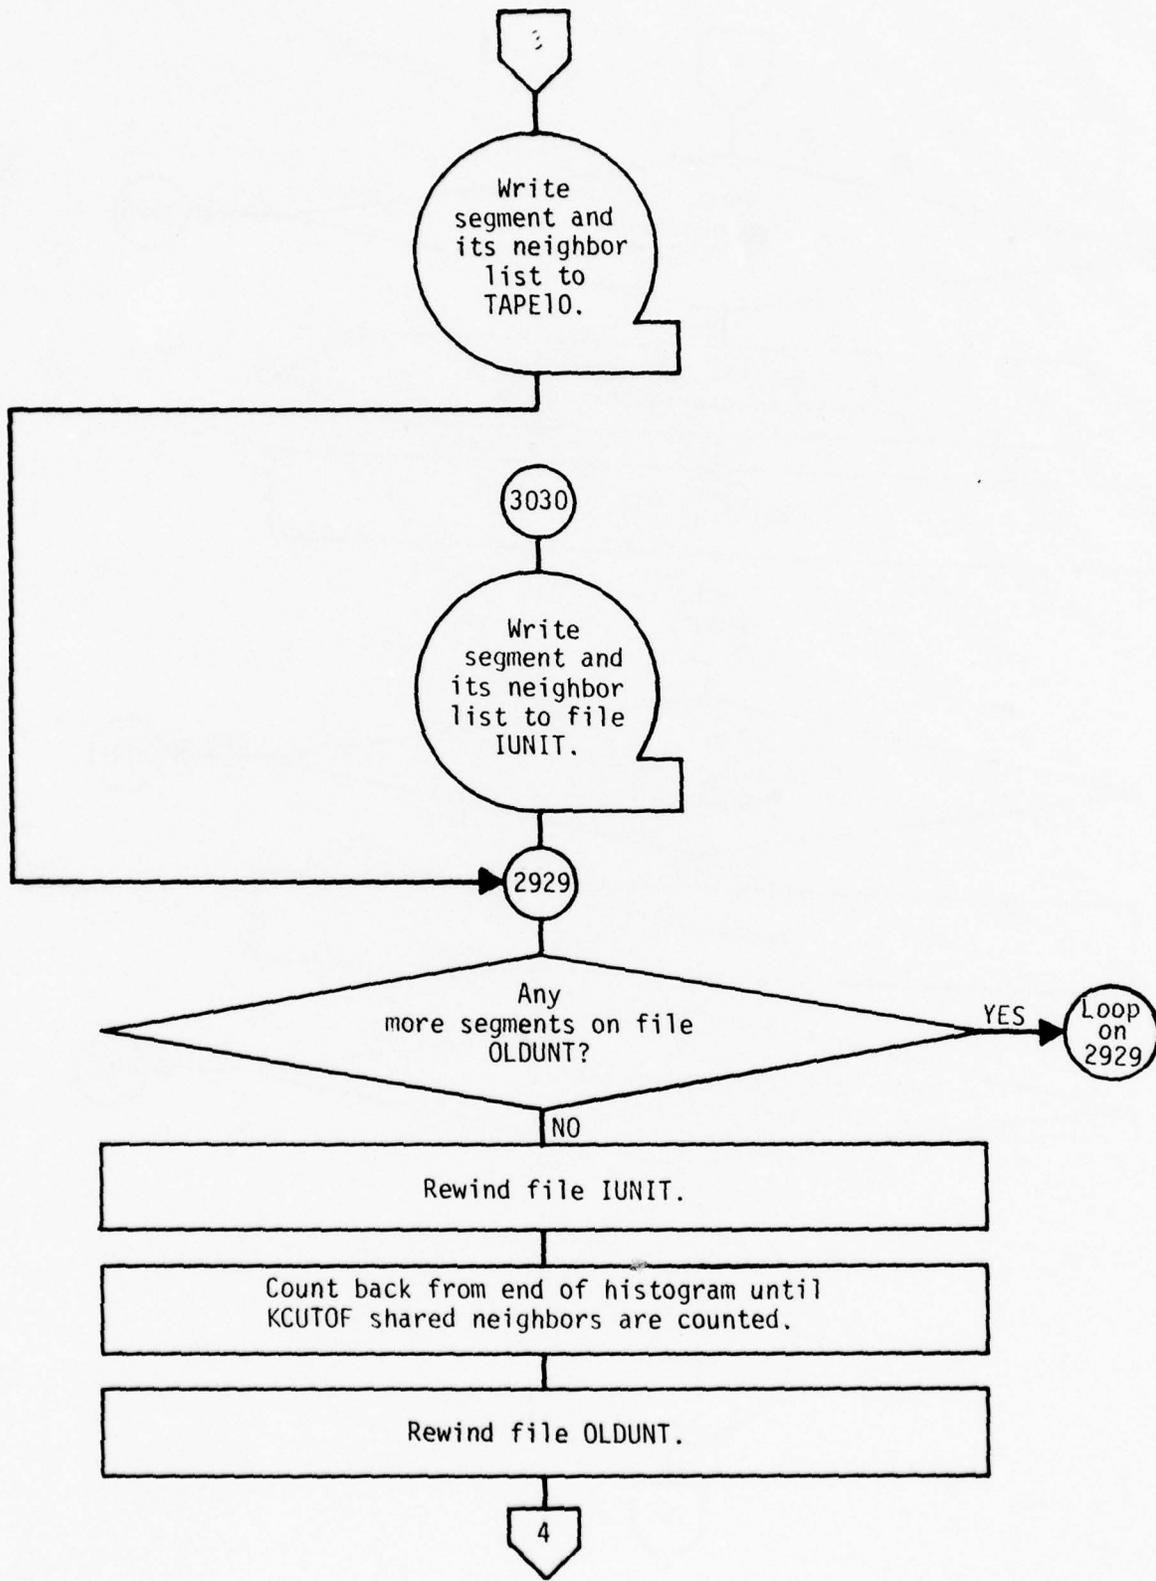 3
Write
segment and
its neighbor
list to
TAPE10.
3030
Write
segment and
its neighbor
list to file
IUNIT.
2929
Any
more segments on file
OLDUNT?
YES
Loop
on
2929
NO
Rewind file IUNIT.
Count back from end of histogram until
KCUTOF shared neighbors are counted.
Rewind file OLDUNT.
4